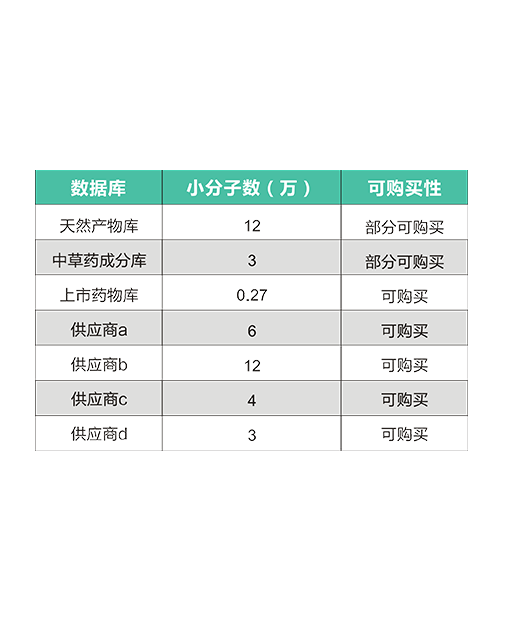 数据库 小分子数（万） 可购买性
天然产物库 12 部分可购买
中草药成分库 3 部分可购买
上市药物库 0.27 可购买
供应商a 6 可购买
供应商b 12 可购买
供应商c 4 可购买
供应商d 3 可购买